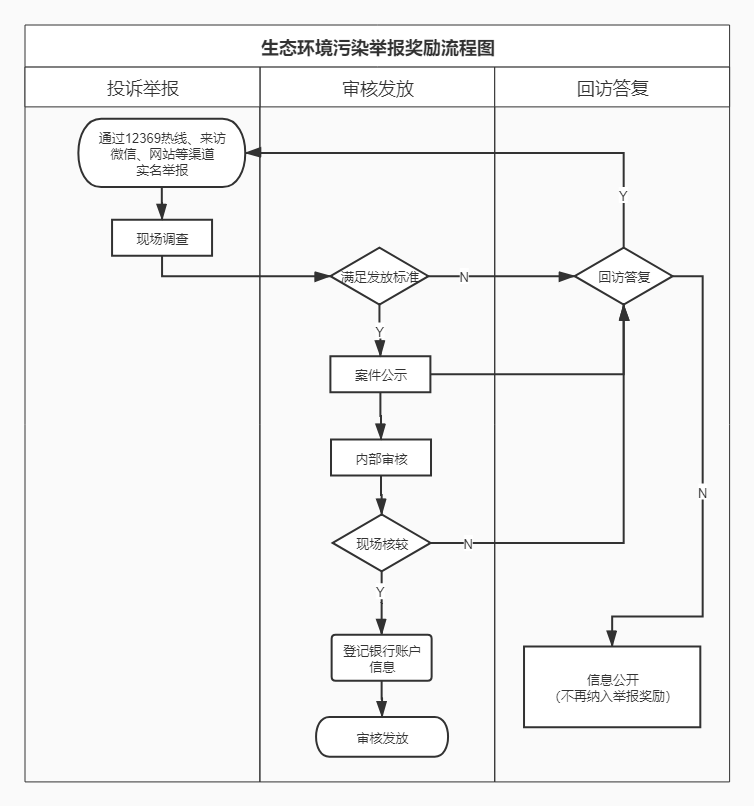 生态环境污染举报奖励流程图
投诉举报
审核发放
回访答复
通过12369热线、来访
微信、网站等渠道
实名举报
Y
现场调查
满足发放标准
N
回访答复
Y
案件公示
内部审核
N
现场核较
N
Y
登记银行账户
信息
信息公开
（不再纳入举报奖励）
审核发放